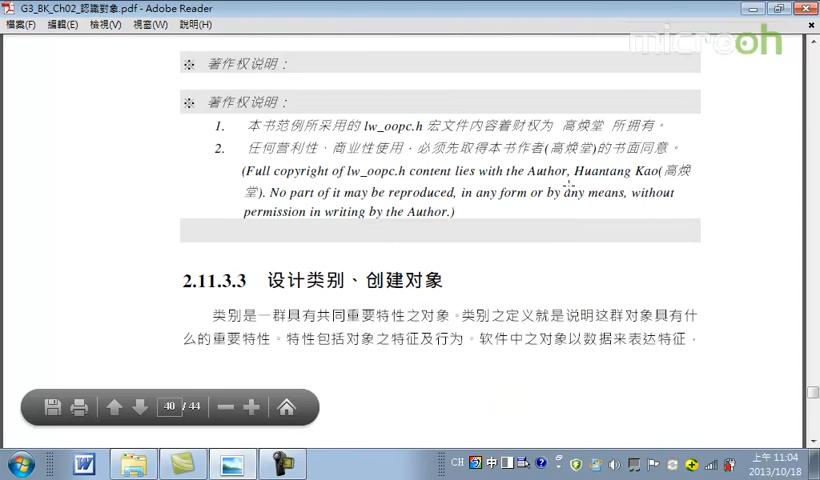 G3_BK_Ch02_認識對象.pdf - Adobe Reader
檔案(F) 編輯(E) 檢視(V) 視窗(W) 說明(H)
microoh
※ 著作权说明：
※ 著作权说明：
1. 本书范例所采用的 lw_oopc.h 宏文件内容着财权为 高焕堂 所拥有。
2. 任何营利性、商业性使用，必须先取得本书作者(高焕堂)的书面同意。
(Full copyright of lw_oopc.h content lies with the Author, Huantang Kao(高焕
堂). No part of it may be reproduced, in any form or by any means, without
permission in writing by the Author.)
2.11.3.3 设计类别、创建对象
类别是一群具有共同重要特性之对象。类别之定义就是说明这群对象具有什
么的重要特性。特性包括对象之特征及行为。软件中之对象以数据来表达特征，
40 / 44
CH 中
上午 11:04
2013/10/18